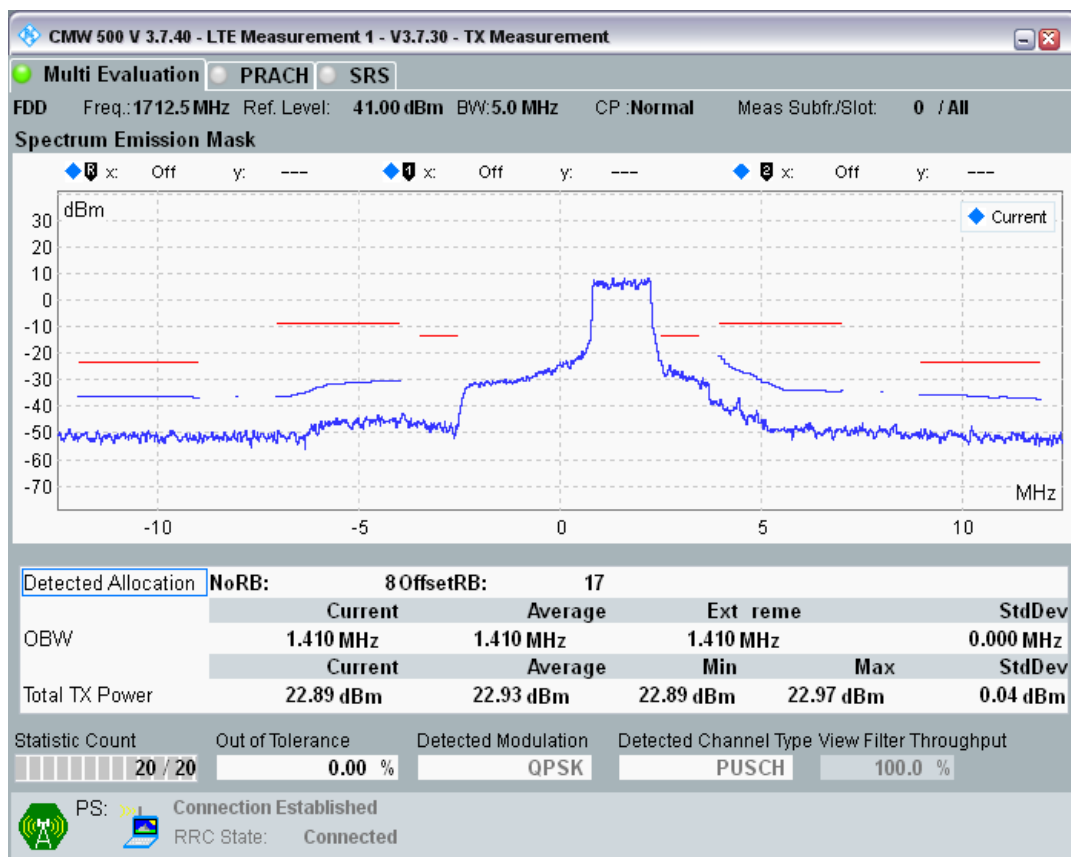 CMW 500 V 3.7.40 - LTE Measurement 1 - V3.7.30 - TX Measurement
Multi Evaluation PRACH SRS
FDD Freq.: 1712.5 MHz Ref. Level: 41.00 dBm BW: 5.0 MHz CP : Normal Meas Subfr./Slot: 0 / All
Spectrum Emission Mask
R x: Off y: --- 1 x: Off y: --- 2 x: Off y: ---
dBm
Current
30
20
10
0
-10
-20
-30
-40
-50
-60
-70
MHz
-10 -5 0 5 10
Detected Allocation NoRB: 8 OffsetRB: 17
Current Average Ext reme StdDev
OBW 1.410 MHz 1.410 MHz 1.410 MHz 0.000 MHz
Current Average Min Max StdDev
Total TX Power 22.89 dBm 22.93 dBm 22.89 dBm 22.97 dBm 0.04 dBm
Statistic Count Out of Tolerance Detected Modulation Detected Channel Type View Filter Throughput
20 / 20 0.00 % QPSK PUSCH 100.0 %
PS: Connection Established
RRC State: Connected